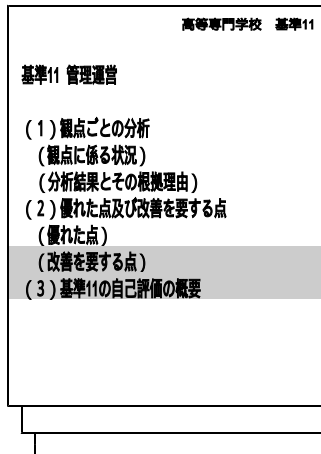 高等専門学校　基準11
基準11 管理運営
(1)観点ごとの分析
(観点に係る状況)
(分析結果とその根拠理由)
(2)優れた点及び改善を要する点
(優れた点)
(改善を要する点)
(3)基準11の自己評価の概要